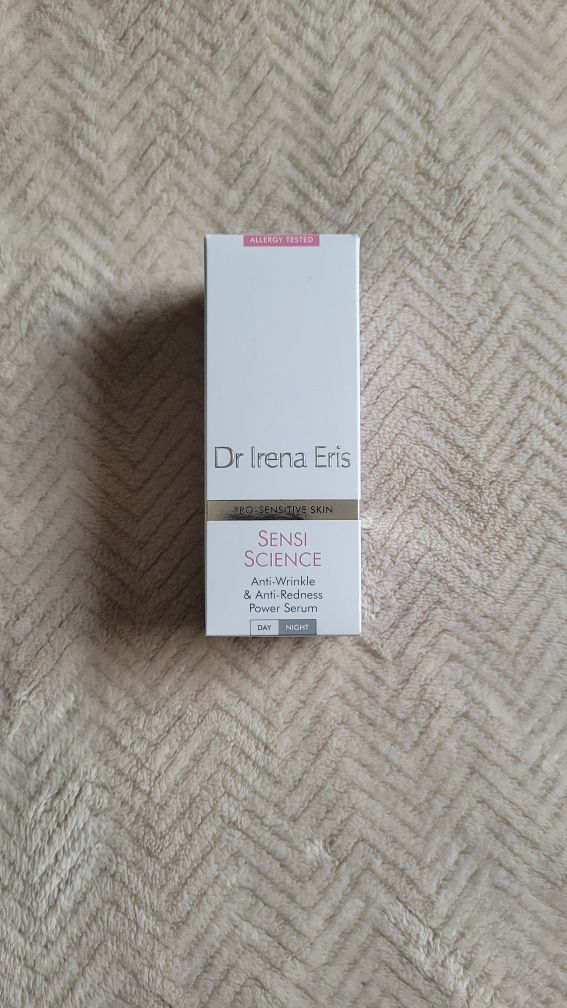 ALLERGY TESTED
Dr Irena Eris
PRO-SENSITIVE SKIN
SENSI
SCIENCE
Anti-Wrinkle
& Anti-Redness
Power Serum
DAY NIGHT